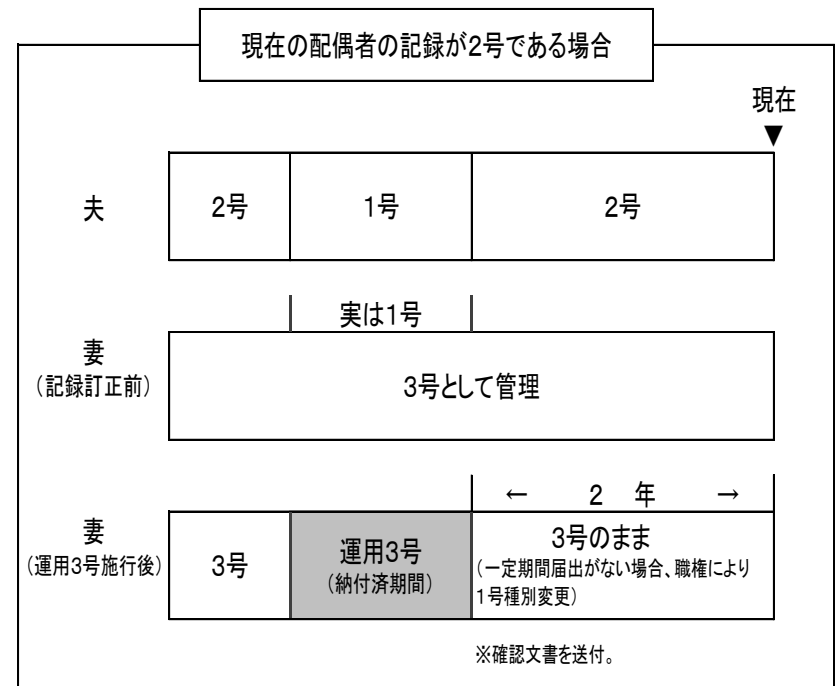 現在の配偶者の記録が2号である場合
現在
▼
夫
2号
1号
2号
実は1号
妻
（記録訂正前）
3号として管理
← 2 年 →
妻
（運用3号施行後）
3号
運用3号
（納付済期間）
3号のまま
（一定期間届出がない場合、職権により
1号種別変更）
※確認文書を送付。